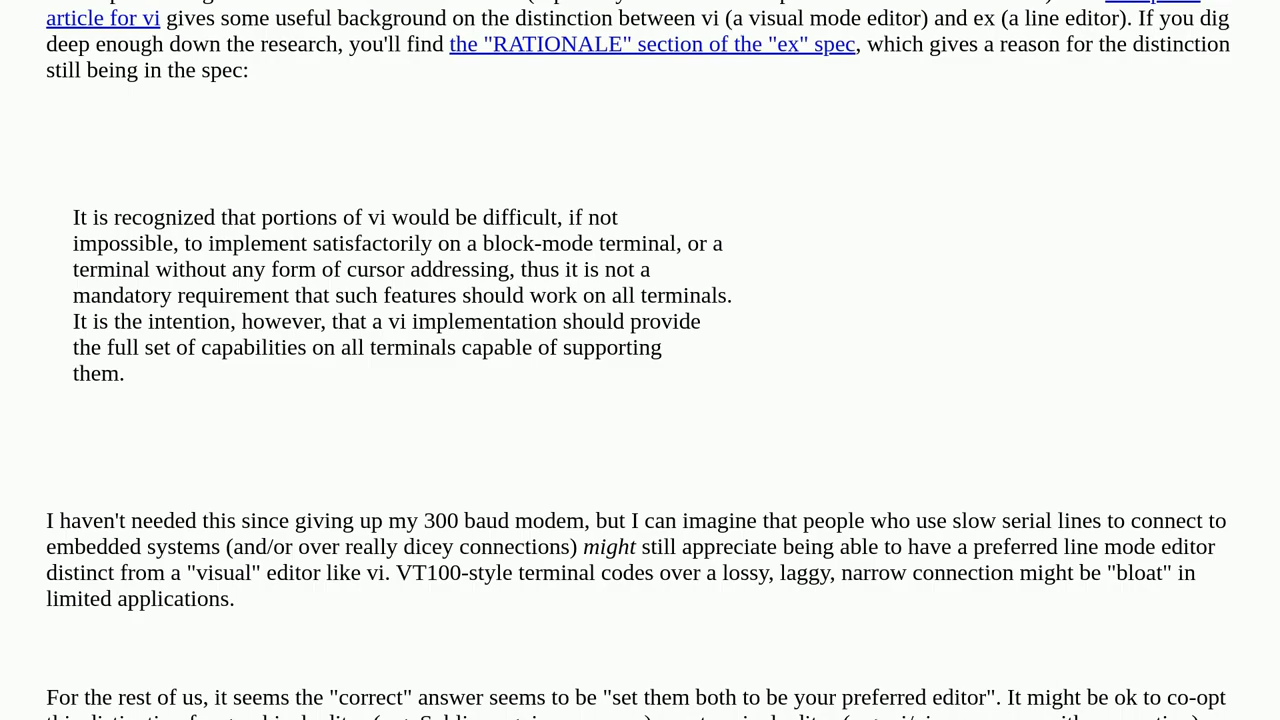 article for vi gives some useful background on the distinction between vi (a visual mode editor) and ex (a line editor). If you dig
deep enough down the research, you'll find the "RATIONALE" section of the "ex" spec, which gives a reason for the distinction
still being in the spec:
It is recognized that portions of vi would be difficult, if not
impossible, to implement satisfactorily on a block-mode terminal, or a
terminal without any form of cursor addressing, thus it is not a
mandatory requirement that such features should work on all terminals.
It is the intention, however, that a vi implementation should provide
the full set of capabilities on all terminals capable of supporting
them.
I haven't needed this since giving up my 300 baud modem, but I can imagine that people who use slow serial lines to connect to
embedded systems (and/or over really dicey connections) might still appreciate being able to have a preferred line mode editor
distinct from a "visual" editor like vi. VT100-style terminal codes over a lossy, laggy, narrow connection might be "bloat" in
limited applications.
For the rest of us, it seems the "correct" answer seems to be "set them both to be your preferred editor". It might be ok to co-opt